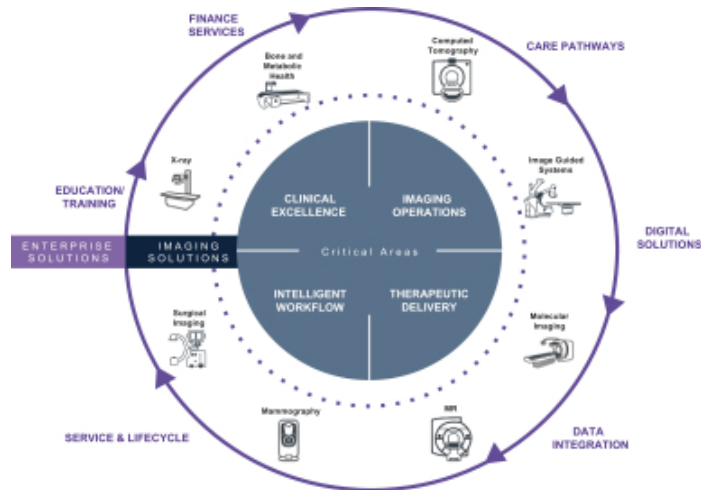 FINANCE
SERVICES
Bone and
Metabolic
Health
Computed
Tomography
CARE PATHWAYS
X-ray
Image Guided
Systems
EDUCATION/
TRAINING
CLINICAL
EXCELLENCE
IMAGING
OPERATIONS
DIGITAL
SOLUTIONS
ENTERPRISE
SOLUTIONS
IMAGING
SOLUTIONS
Critical Areas
INTELLIGENT
WORKFLOW
THERAPEUTIC
DELIVERY
Surgical
Imaging
Molecular
Imaging
Mammography
MR
SERVICE & LIFECYCLE
DATA
INTEGRATION